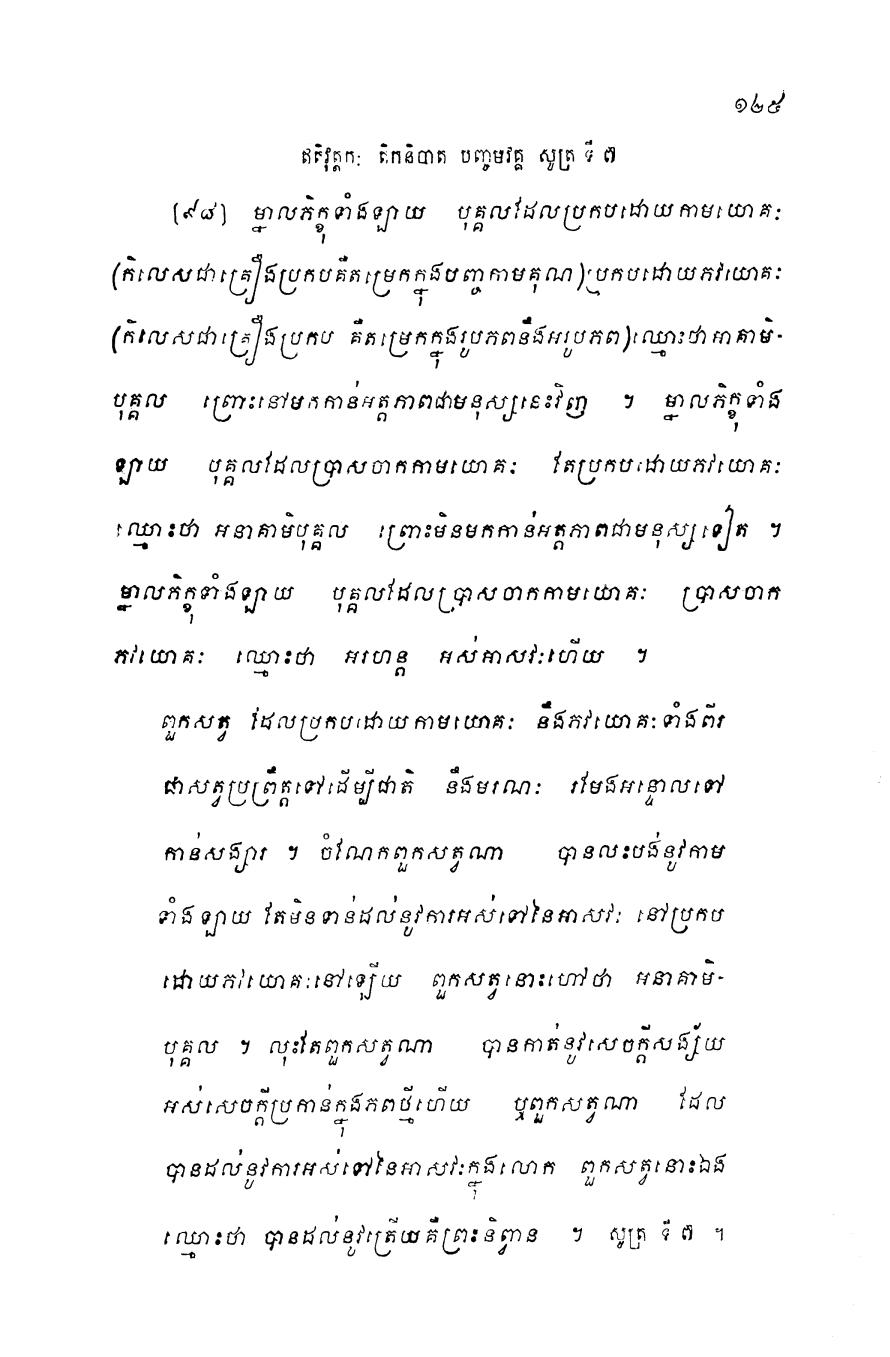 ១២៥
ឥតិវុត្តកៈ តិកនិបាត បញ្ចមវគ្គ សូត្រ ទី ៧
(៩៨) ម្នាលភិក្ខុទាំងឡាយ បុគ្គលដែលប្រកបដោយកាមយោគៈ
(កិលេសជាគ្រឿងប្រកបគឺតម្រេកក្នុងបញ្ចកាមគុណ) ប្រកបដោយភវយោគៈ
(កិលេសជាគ្រឿងប្រកប គឺតម្រេកក្នុងរូបភពនឹងអរូបភព) ឈ្មោះថាអាគាមិ-
បុគ្គល ព្រោះនៅមកកាន់អត្តភាពជាមនុស្សនេះវិញ ។ ម្នាលភិក្ខុទាំង
ឡាយ បុគ្គលដែលប្រាសចាកកាមយោគៈ តែប្រកបដោយភវយោគៈ
ឈ្មោះថា អនាគាមិបុគ្គល ព្រោះមិនមកកាន់អត្តភាពជាមនុស្សទៀត ។
ម្នាលភិក្ខុទាំងឡាយ បុគ្គលដែលប្រាសចាកកាមយោគៈ ប្រាសចាក
ភវយោគៈ ឈ្មោះថា អរហន្ត អស់អាសវៈហើយ ។
ពួកសត្វ ដែលប្រកបដោយកាមយោគៈ នឹងភវយោគៈទាំងពីរ
ជាសត្វប្រព្រឹត្តទៅដើម្បីជាតិ នឹងមរណៈ រមែងអន្ទោលទៅ
កាន់សង្សារ ។ ចំណែកពួកសត្វណា បានលះបង់នូវកាម
ទាំងឡាយ តែមិនទាន់ដល់នូវការអស់ទៅនៃអាសវៈ នៅប្រកប
ដោយភវយោគៈនៅឡើយ ពួកសត្វនោះហៅថា អនាគាមិ-
បុគ្គល ។ លុះតែពួកសត្វណា បានកាត់នូវសេចក្តីសង្ស័យ
អស់សេចក្តីប្រកាន់ក្នុងភពថ្មីហើយ ឬពួកសត្វណា ដែល
បានដល់នូវការអស់ទៅនៃអាសវៈក្នុងលោក ពួកសត្វនោះឯង
ឈ្មោះថា បានដល់នូវត្រើយគឺព្រះនិព្វាន ។ សូត្រ ទី ៧ ។